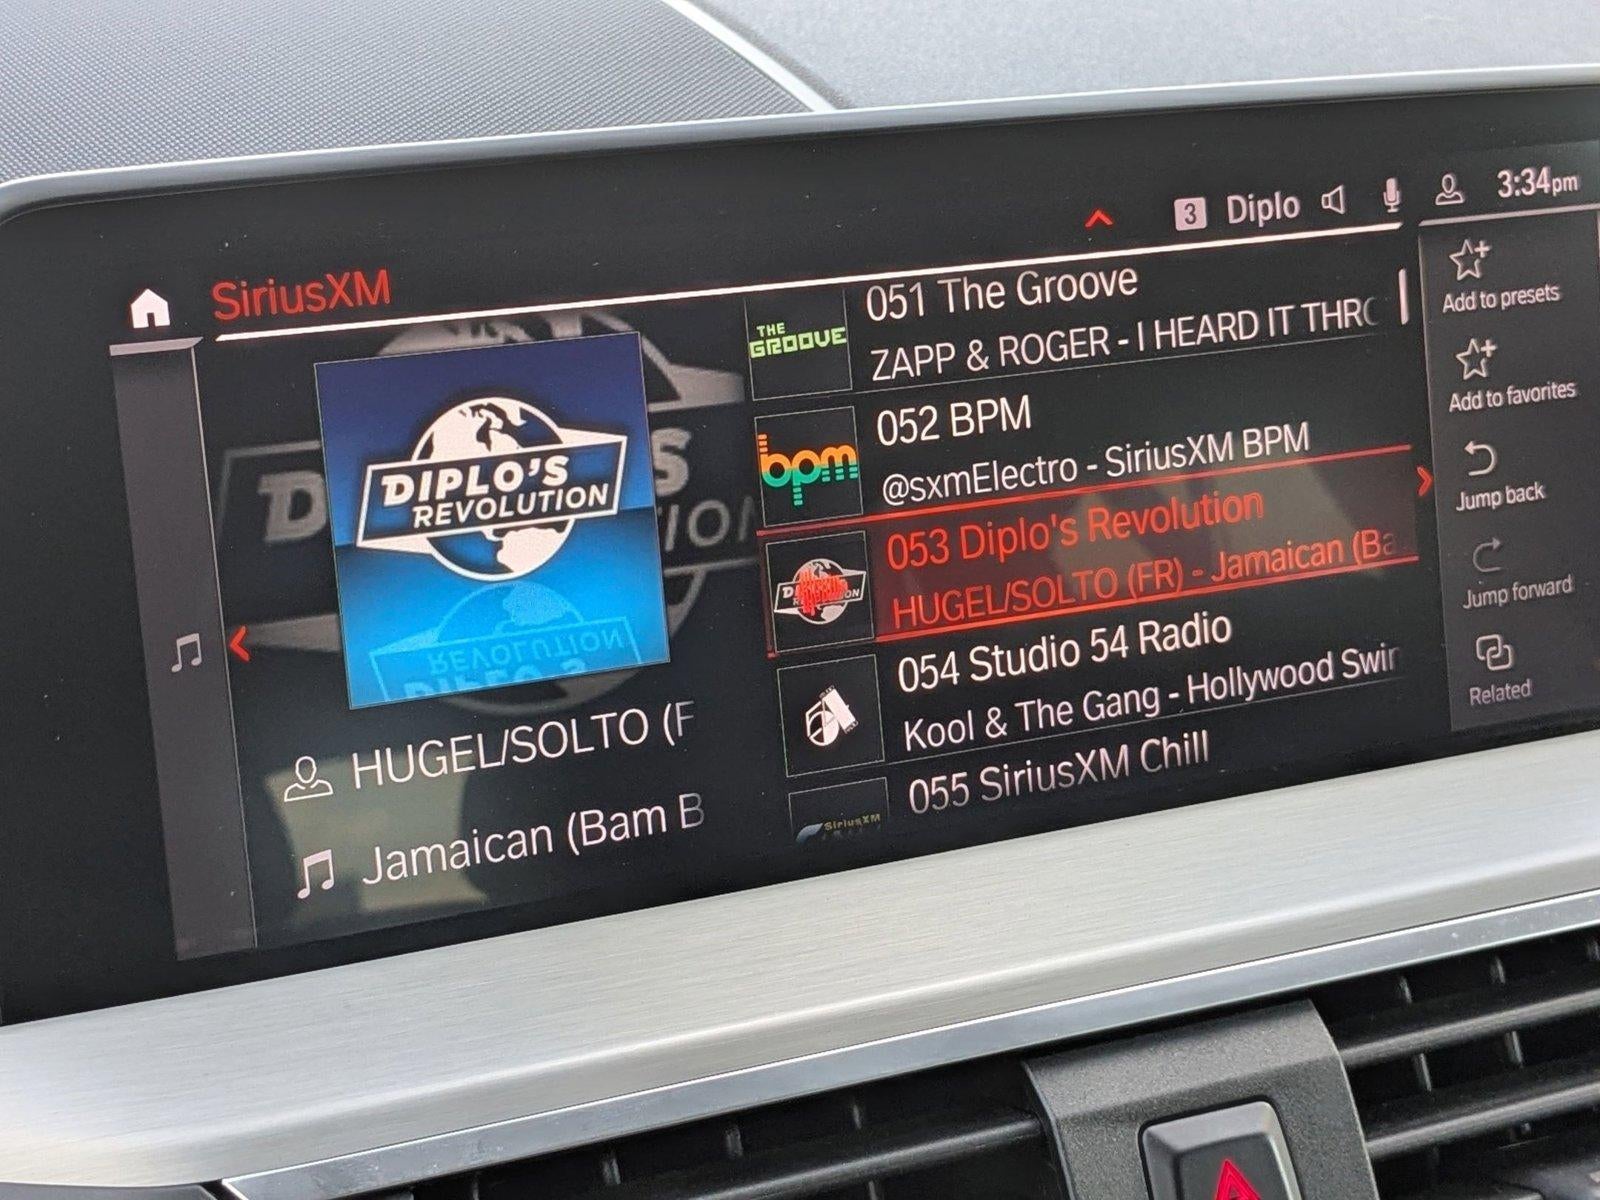 3 Diplo 3:34pm
SiriusXM
DIPLO'S
REVOLUTION
HUGEL/SOLTO (F
Jamaican (Bam B
THE
GROOVE
051 The Groove
ZAPP & ROGER - I HEARD IT THRO
bpm
052 BPM
@sxmElectro - SiriusXM BPM
053 Diplo's Revolution
HUGEL/SOLTO (FR) - Jamaican (Ba
054 Studio 54 Radio
Kool & The Gang - Hollywood Swin
SiriusXM
055 SiriusXM Chill
Add to presets
Add to favorites
Jump back
Jump forward
Related